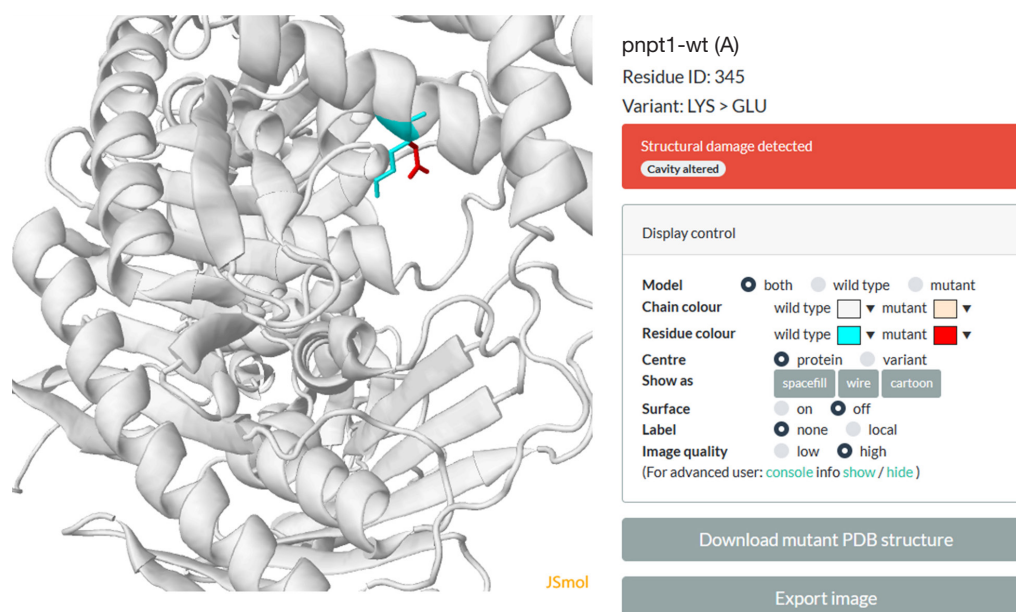 pnpt1-wt (A)
Residue ID: 345
Variant: LYS > GLU
Structural damage detected
Cavity altered
Display control
Model both wild type mutant
Chain colour wild type ▼ mutant ▼
Residue colour wild type ▼ mutant ▼
Centre protein variant
Show as spacefill wire cartoon
Surface on off
Label none local
Image quality low high
(For advanced user: console info show / hide )
Download mutant PDB structure
Export image
JSmol